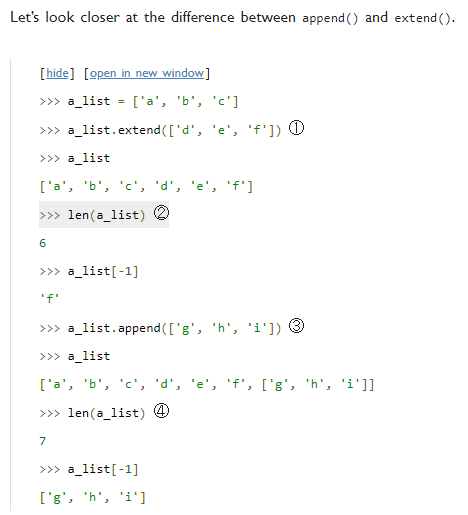 Let's look closer at the difference between append() and extend().
[hide] [open in new window]
>>> a_list = ['a', 'b', 'c']
>>> a_list.extend(['d', 'e', 'f']) ①
>>> a_list
['a', 'b', 'c', 'd', 'e', 'f']
>>> len(a_list) ②
6
>>> a_list[-1]
'f'
>>> a_list.append(['g', 'h', 'i']) ③
>>> a_list
['a', 'b', 'c', 'd', 'e', 'f', ['g', 'h', 'i']]
>>> len(a_list) ④
7
>>> a_list[-1]
['g', 'h', 'i']